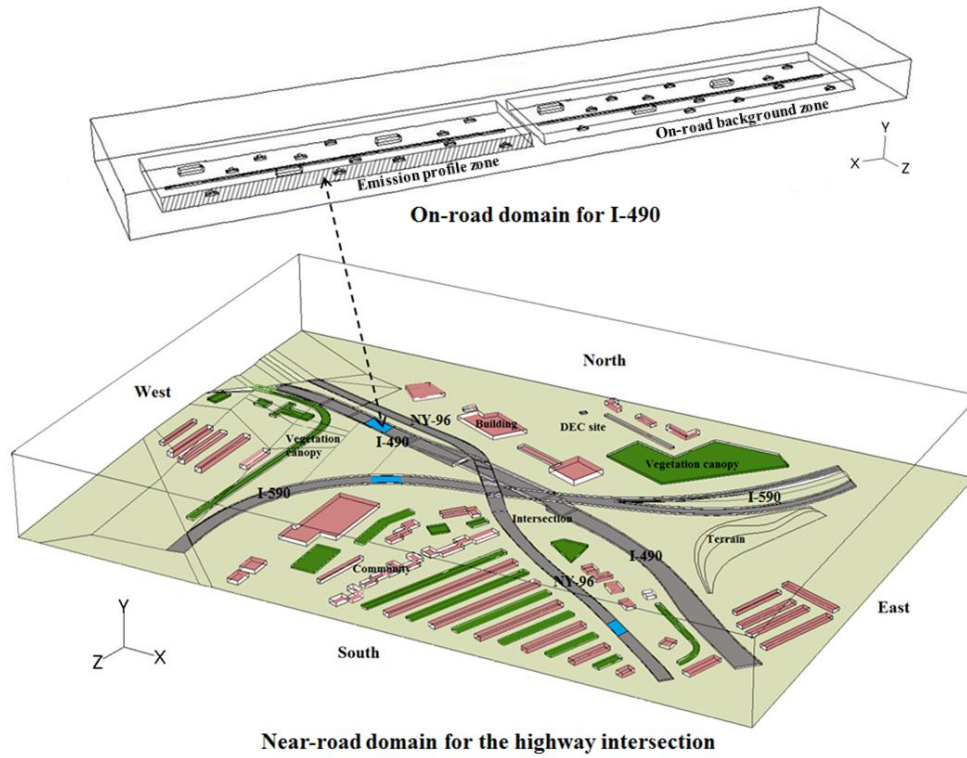 Y
X
Z
On-road background zone
Emission profile zone
On-road domain for I-490
North
West
NY-96
Building
DEC site
Vegetation
canopy
I-490
Vegetation canopy
I-590
I-590
Intersection
Terrain
I-490
Community
NY-96
East
Y
Z
X
South
Near-road domain for the highway intersection